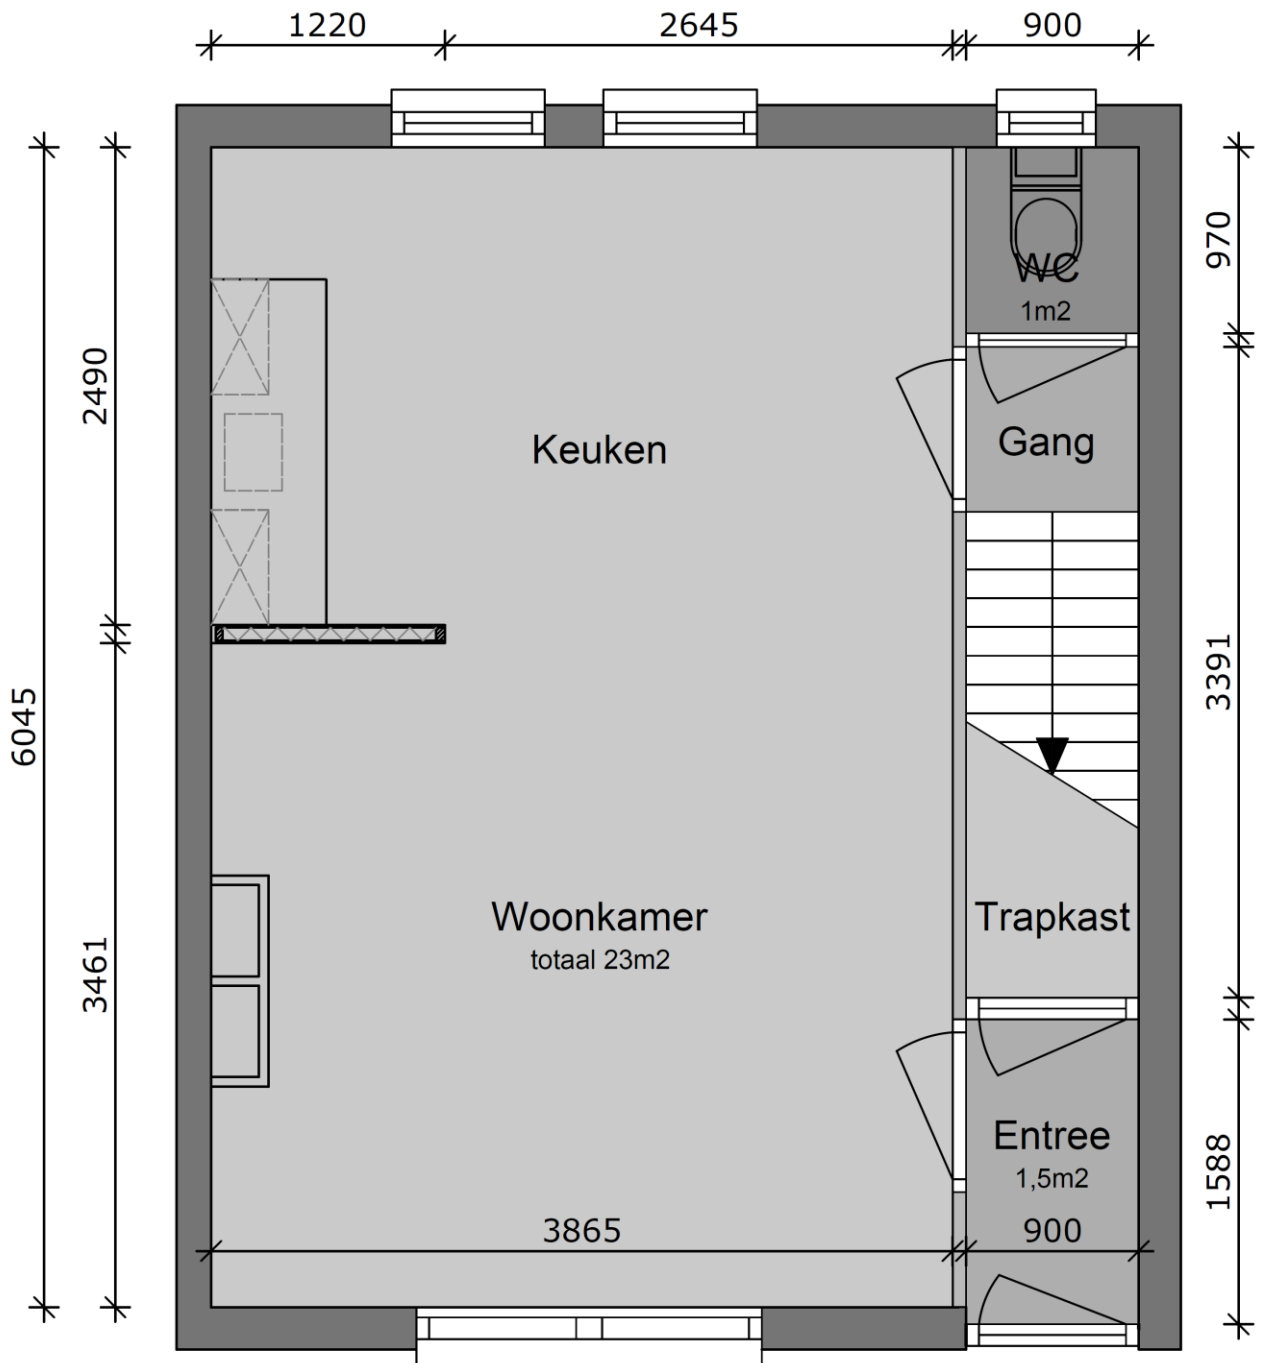 1220
2645
900
970
WC
1m2
2490
Keuken
Gang
3391
6045
3461
Woonkamer
totaal 23m2
Trapkast
Entree
1,5m2
1588
3865
900